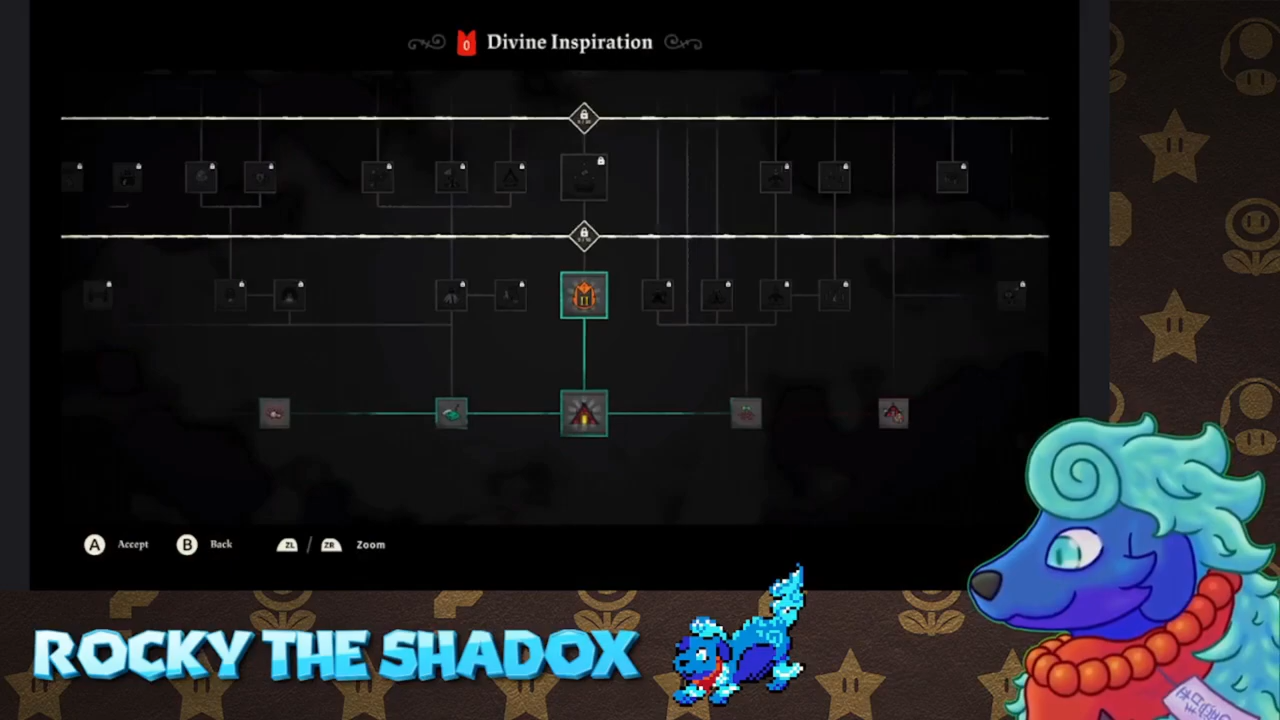 0 Divine Inspiration
A Accept B Back ZL / ZR Zoom
ROCKY THE SHADOX